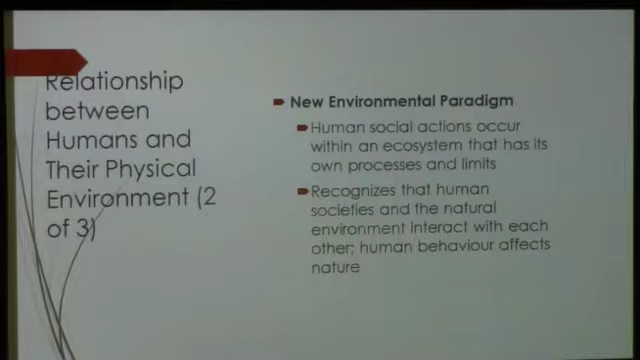 Relationship
between
Humans and
Their Physical
Environment (2
of 3)
New Environmental Paradigm
Human social actions occur
within an ecosystem that has its
own processes and limits
Recognizes that human
societies and the natural
environment interact with each
other; human behaviour affects
nature